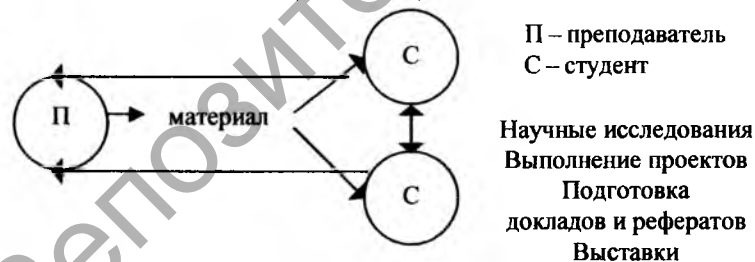 С
П – преподаватель
С – студент
П
материал
Научные исследования
Выполнение проектов
Подготовка
С
докладов и рефератов
Выставки